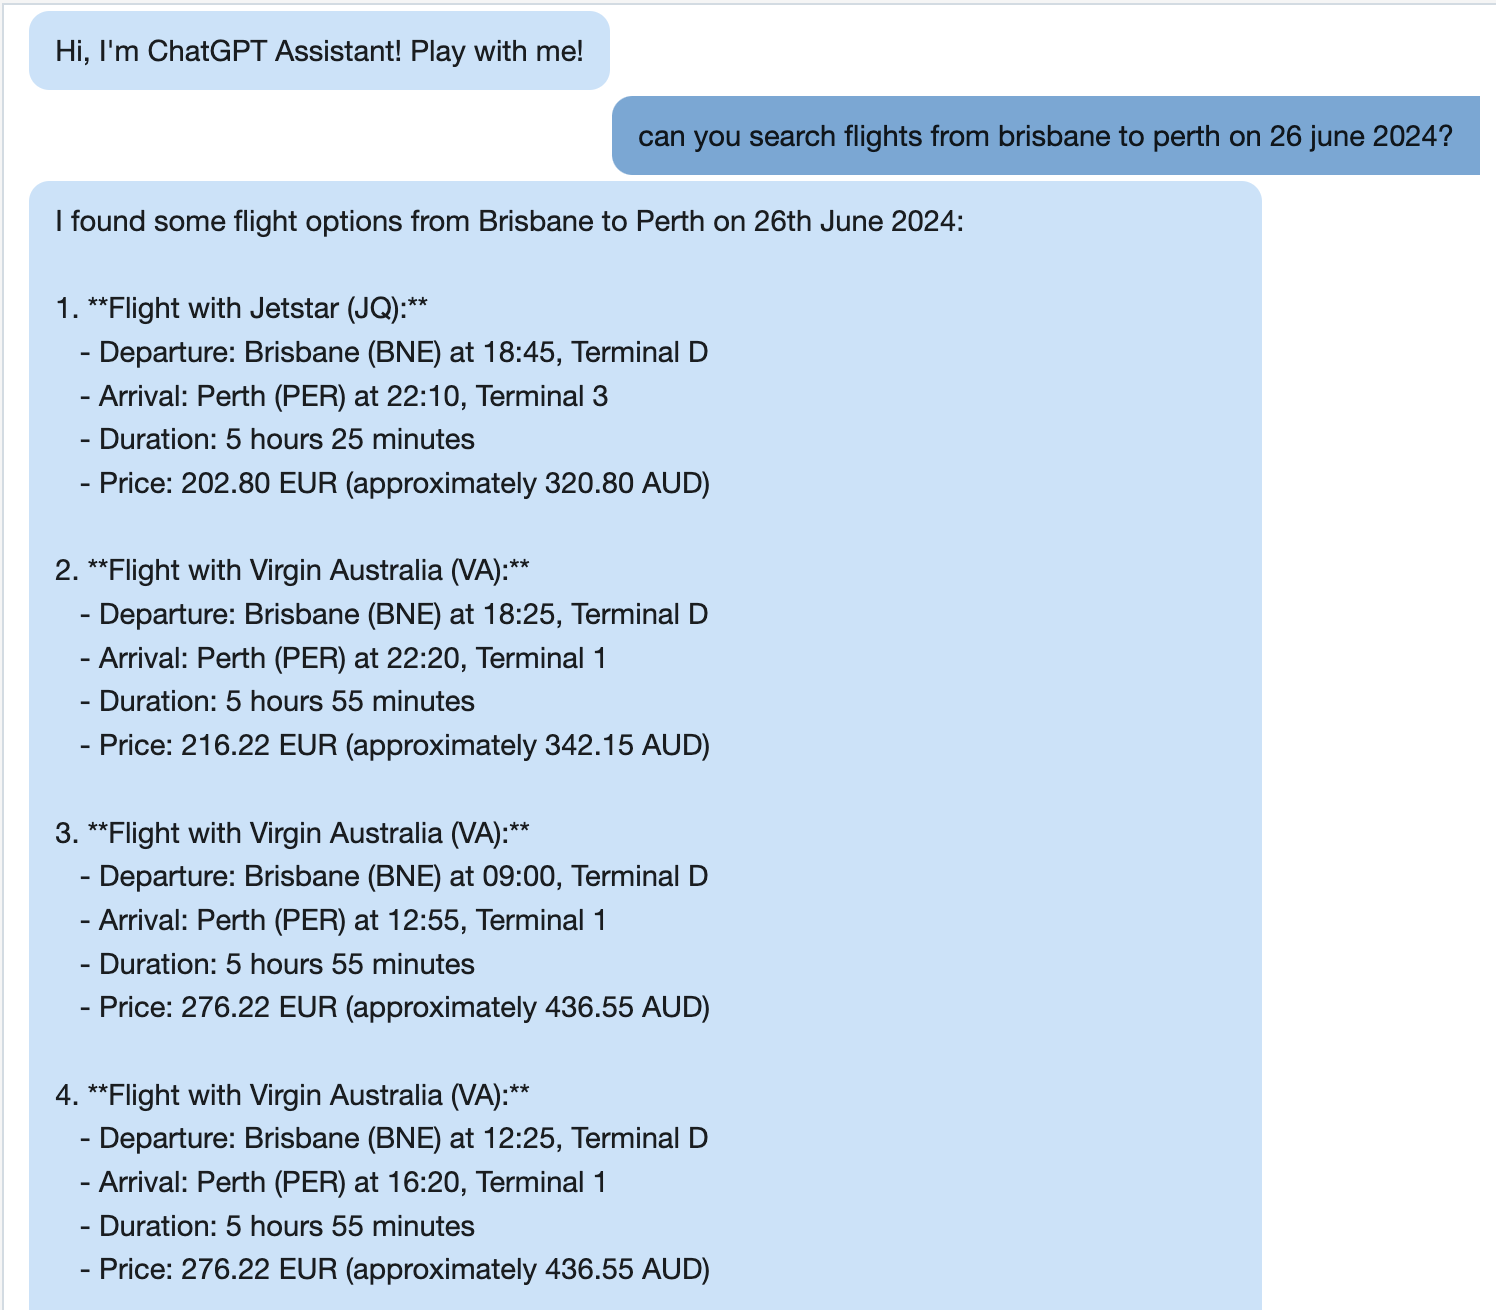 Hi, I'm ChatGPT Assistant! Play with me!
can you search flights from brisbane to perth on 26 june 2024?
I found some flight options from Brisbane to Perth on 26th June 2024:
1. **Flight with Jetstar (JQ):**
- Departure: Brisbane (BNE) at 18:45, Terminal D
- Arrival: Perth (PER) at 22:10, Terminal 3
- Duration: 5 hours 25 minutes
- Price: 202.80 EUR (approximately 320.80 AUD)
2. **Flight with Virgin Australia (VA):**
- Departure: Brisbane (BNE) at 18:25, Terminal D
- Arrival: Perth (PER) at 22:20, Terminal 1
- Duration: 5 hours 55 minutes
- Price: 216.22 EUR (approximately 342.15 AUD)
3. **Flight with Virgin Australia (VA):**
- Departure: Brisbane (BNE) at 09:00, Terminal D
- Arrival: Perth (PER) at 12:55, Terminal 1
- Duration: 5 hours 55 minutes
- Price: 276.22 EUR (approximately 436.55 AUD)
4. **Flight with Virgin Australia (VA):**
- Departure: Brisbane (BNE) at 12:25, Terminal D
- Arrival: Perth (PER) at 16:20, Terminal 1
- Duration: 5 hours 55 minutes
- Price: 276.22 EUR (approximately 436.55 AUD)